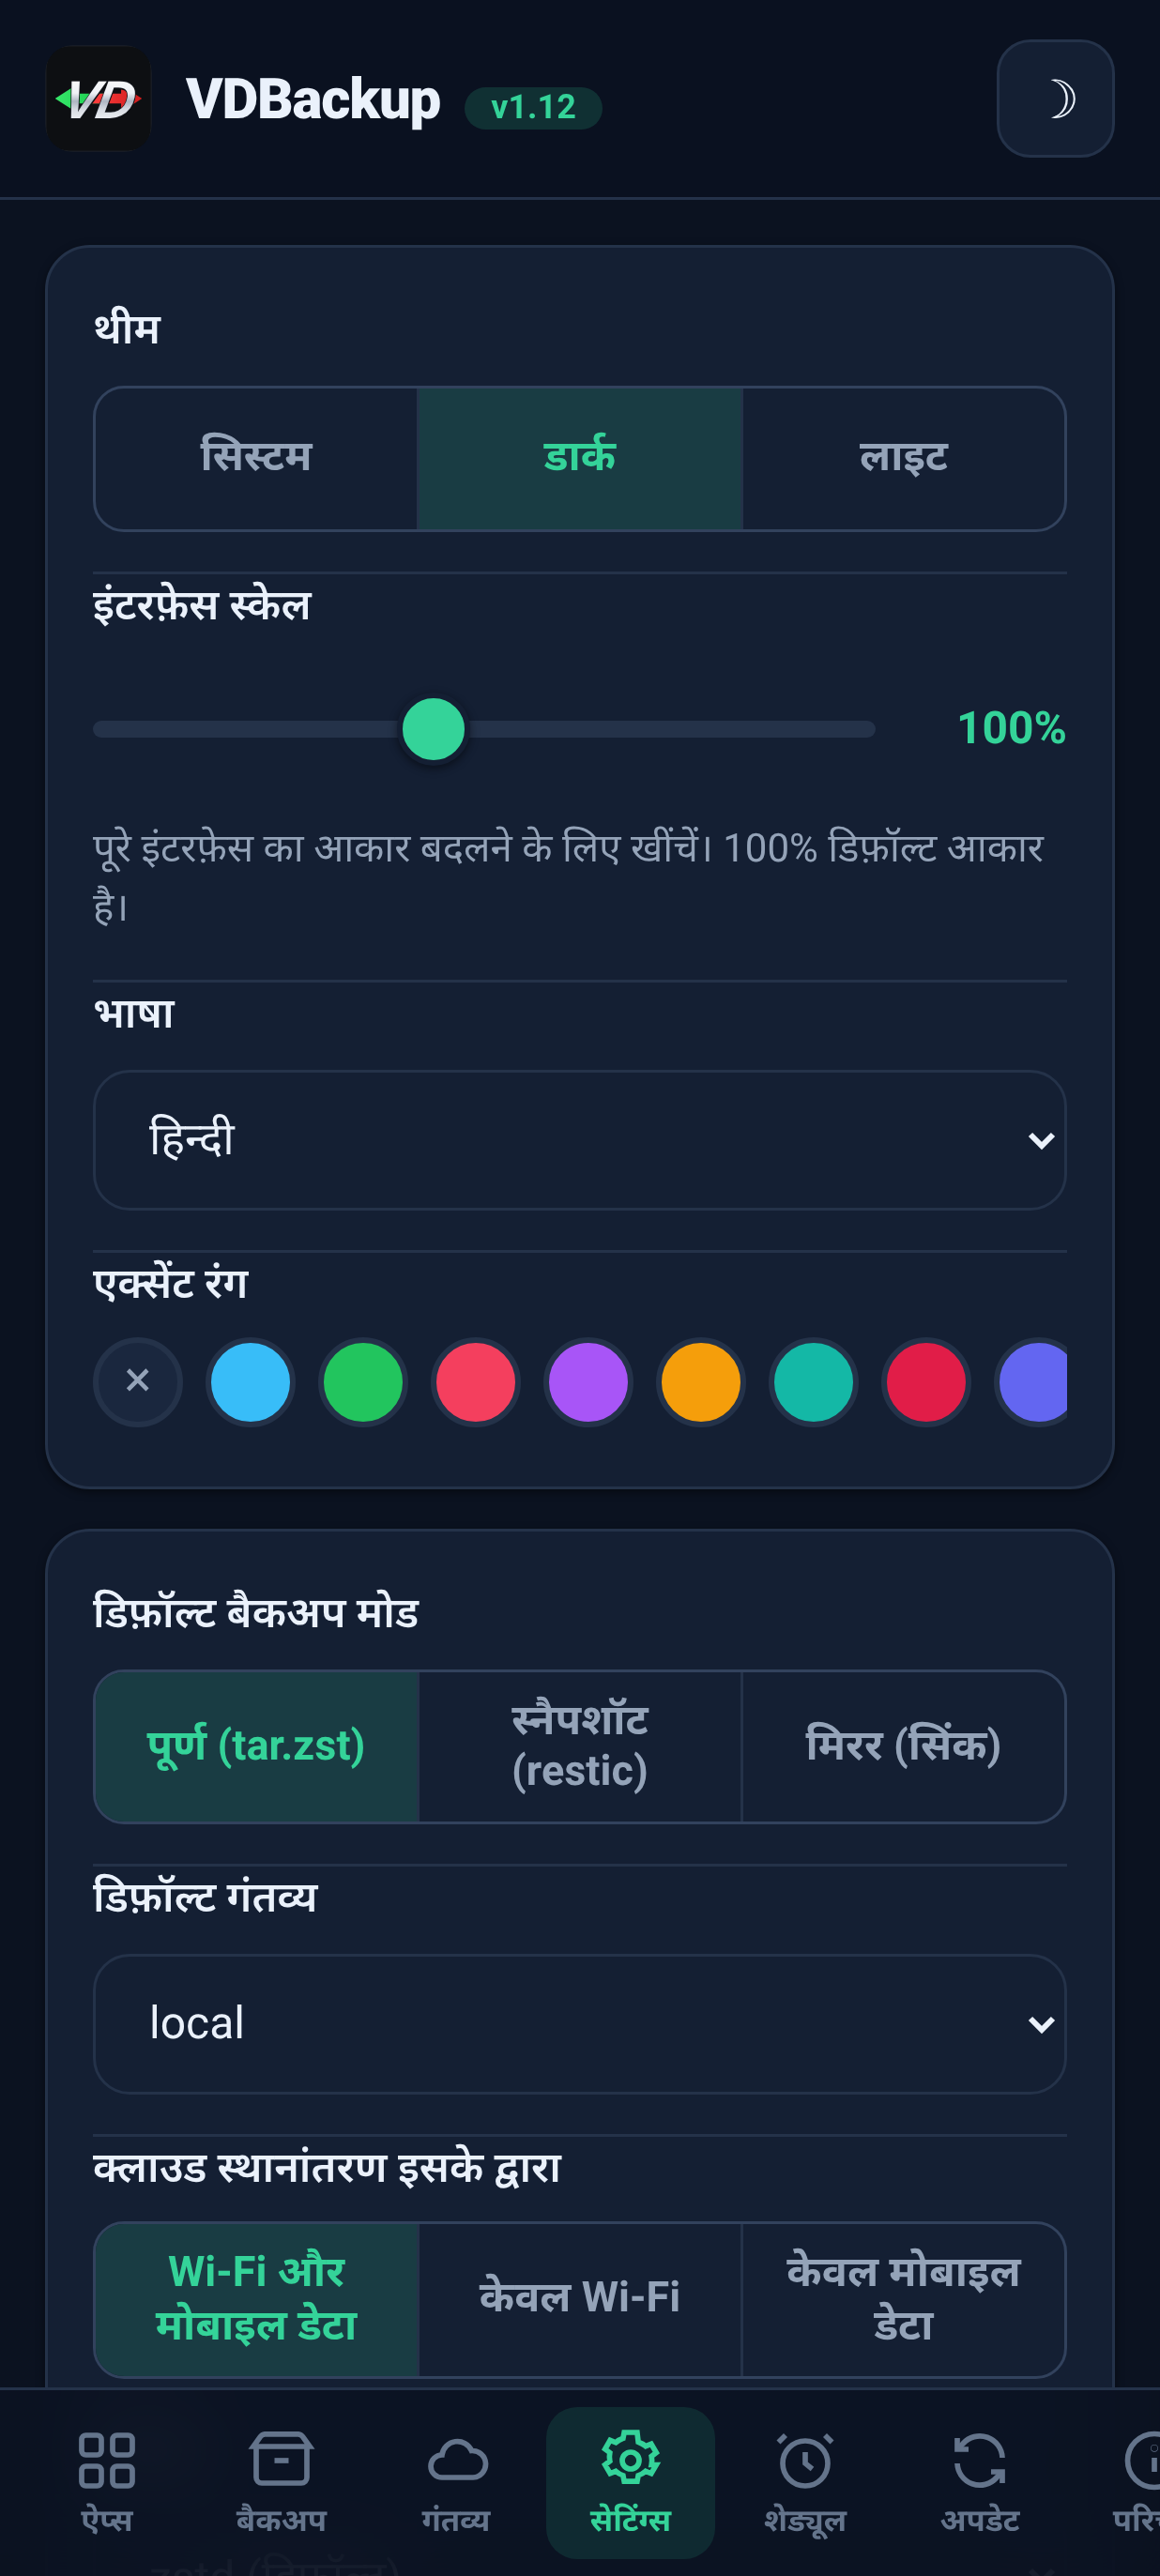 VD
VDBackup v1.12
थीम
सिस्टम डार्क लाइट
इंटरफ़ेस स्केल
100%
पूरे इंटरफ़ेस का आकार बदलने के लिए खींचें। 100% डिफ़ॉल्ट आकार
है।
भाषा
हिन्दी
एक्सेंट रंग
डिफ़ॉल्ट बैकअप मोड
पूर्ण (tar.zst)
स्नैपशॉट
(restic)
मिरर (सिंक)
डिफ़ॉल्ट गंतव्य
local
क्लाउड स्थानांतरण इसके द्वारा
Wi-Fi और
मोबाइल डेटा
केवल Wi-Fi
केवल मोबाइल
डेटा
ऐप्स बैकअप गंतव्य सेटिंग्स शेड्यूल अपडेट